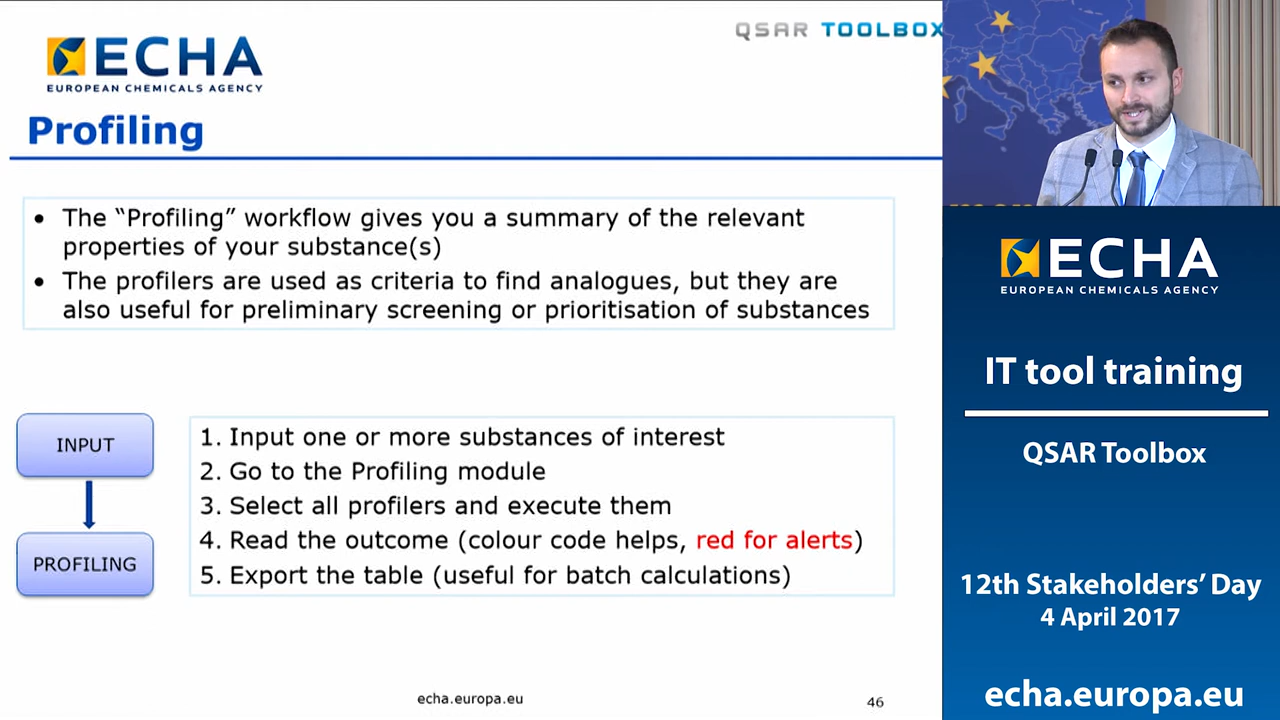 QSAR TOOLBOX
ECHA
EUROPEAN CHEMICALS AGENCY
Profiling
• The “Profiling” workflow gives you a summary of the relevant
properties of your substance(s)
• The profilers are used as criteria to find analogues, but they are
also useful for preliminary screening or prioritisation of substances
INPUT
PROFILING
1. Input one or more substances of interest
2. Go to the Profiling module
3. Select all profilers and execute them
4. Read the outcome (colour code helps, red for alerts)
5. Export the table (useful for batch calculations)
echa.europa.eu
46
ECHA
EUROPEAN CHEMICALS AGENCY
IT tool training
QSAR Toolbox
12th Stakeholders’ Day
4 April 2017
echa.europa.eu